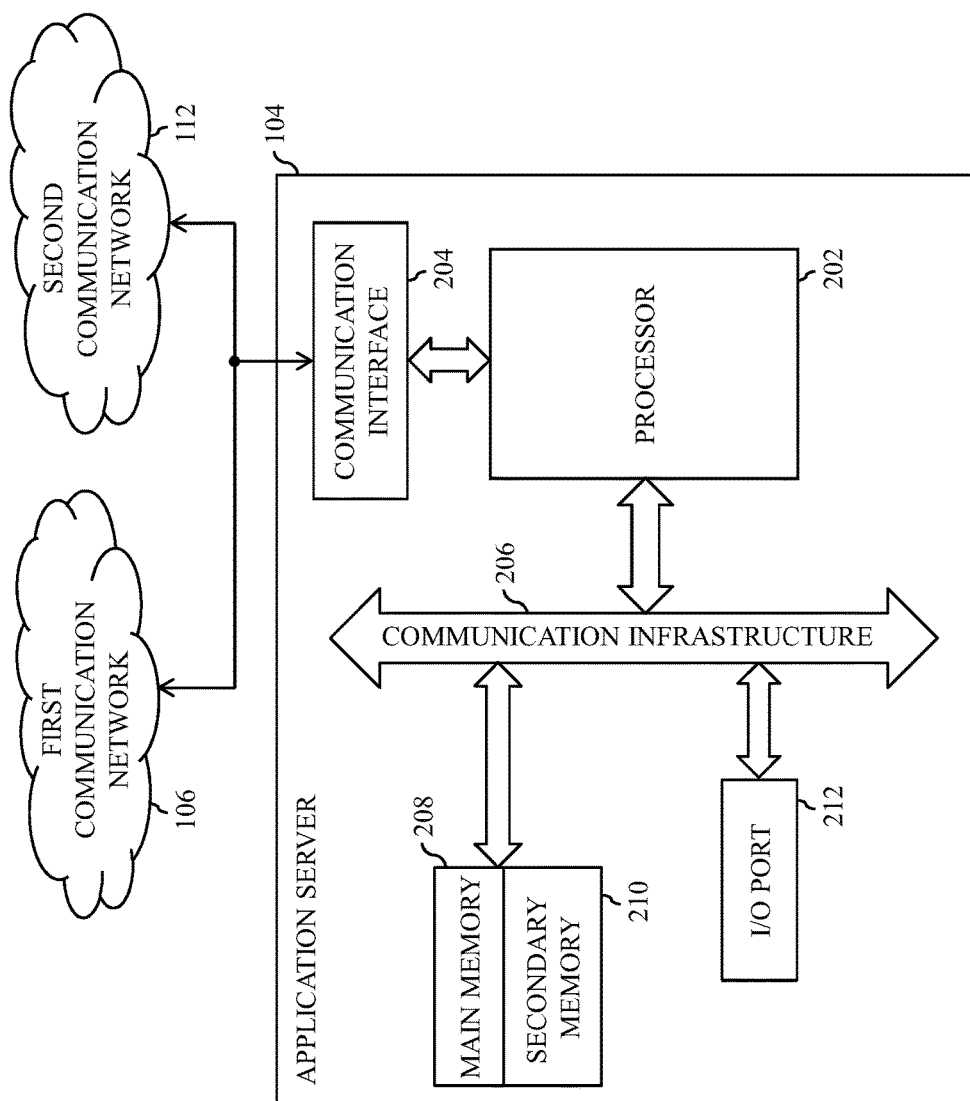 FIRST
COMMUNICATION
NETWORK
106
SECOND
COMMUNICATION
NETWORK
112
APPLICATION SERVER
104
MAIN MEMORY
208
SECONDARY
MEMORY
210
COMMUNICATION INFRASTRUCTURE
206
COMMUNICATION
INTERFACE
204
PROCESSOR
202
I/O PORT
212